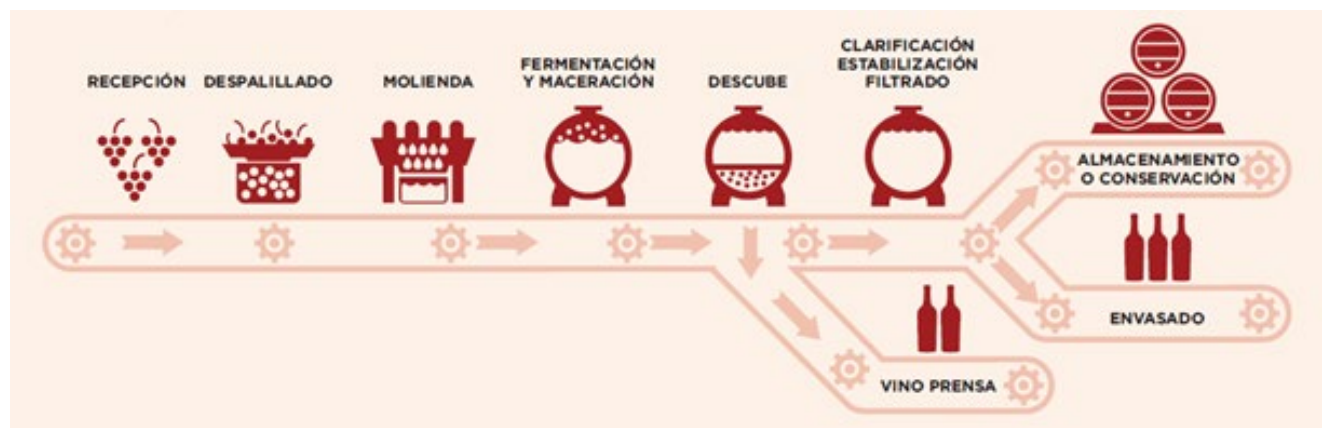 RECEPCIÓN
DESPALILLADO
MOLIENDA
FERMENTACIÓN
Y MACERACIÓN
DESCUBE
CLARIFICACIÓN
ESTABILIZACIÓN
FILTRADO
ALMACENAMIENTO
O CONSERVACIÓN
ENVASADO
VINO PRENSA